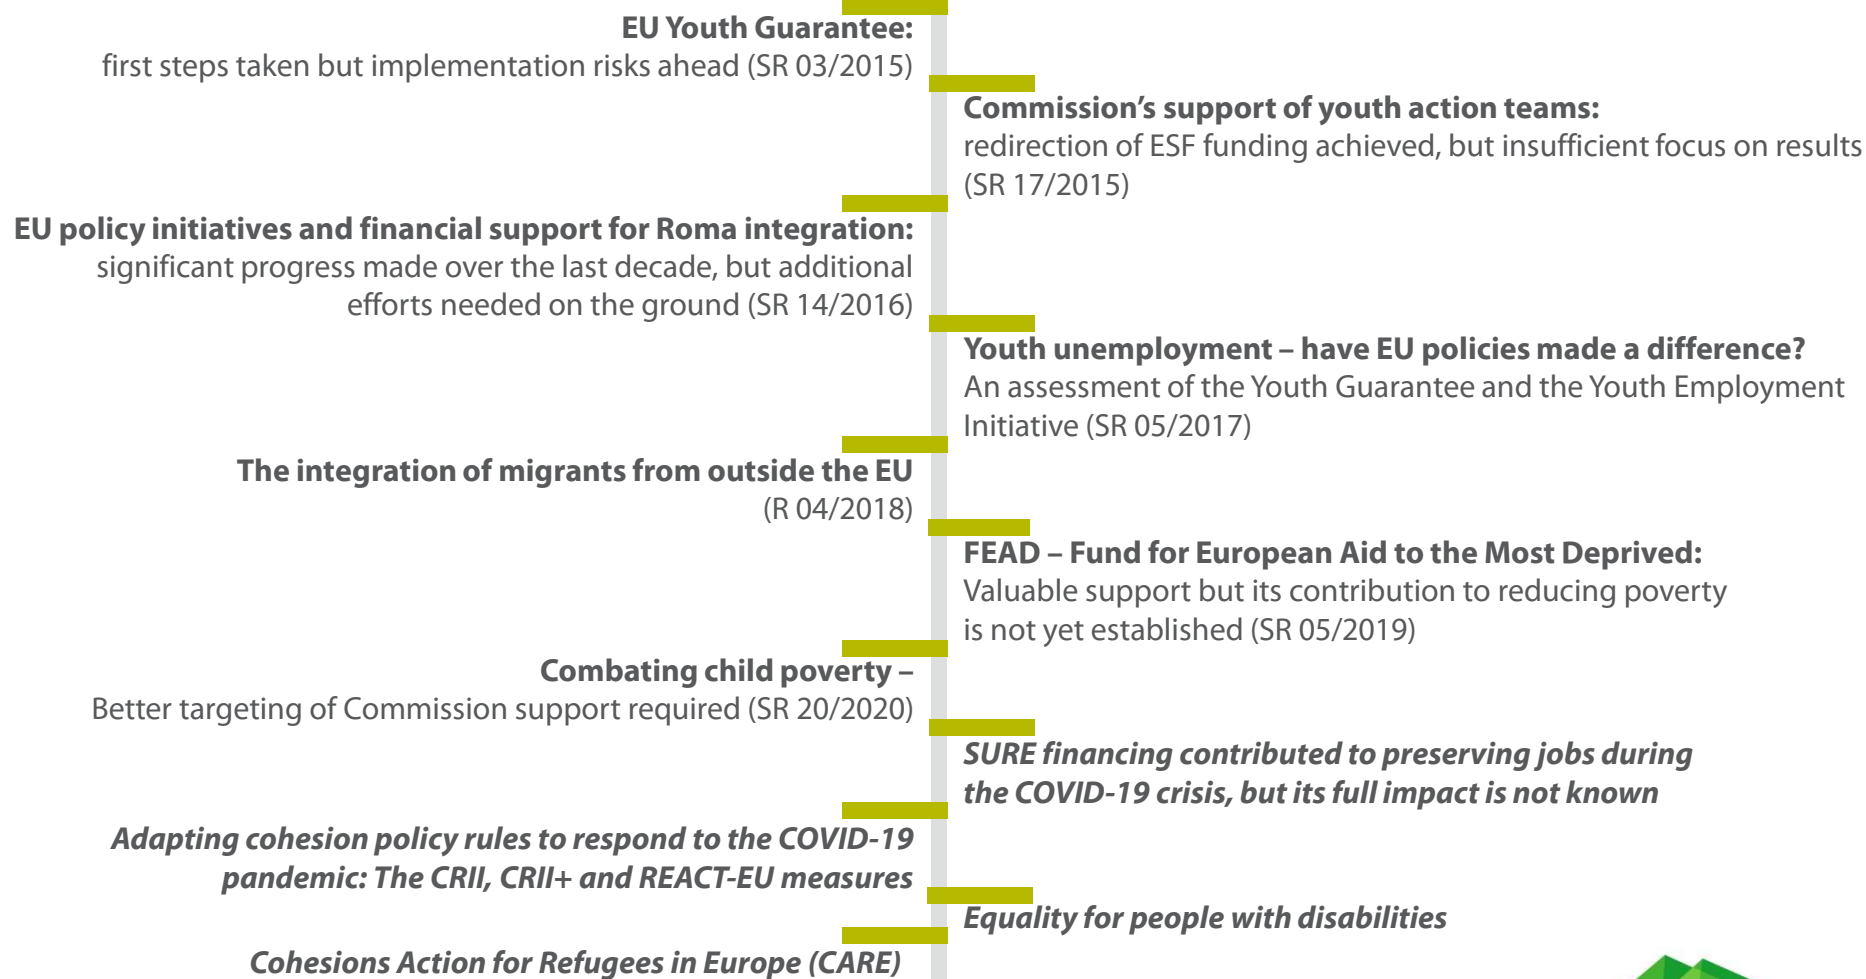 EU Youth Guarantee:
first steps taken but implementation risks ahead (SR 03/2015)
Commission’s support of youth action teams:
redirection of ESF funding achieved, but insufficient focus on results
(SR 17/2015)
EU policy initiatives and financial support for Roma integration:
significant progress made over the last decade, but additional
efforts needed on the ground (SR 14/2016)
Youth unemployment – have EU policies made a difference?
An assessment of the Youth Guarantee and the Youth Employment
Initiative (SR 05/2017)
The integration of migrants from outside the EU
(R 04/2018)
FEAD – Fund for European Aid to the Most Deprived:
Valuable support but its contribution to reducing poverty
is not yet established (SR 05/2019)
Combating child poverty –
Better targeting of Commission support required (SR 20/2020)
SURE financing contributed to preserving jobs during
the COVID-19 crisis, but its full impact is not known
Adapting cohesion policy rules to respond to the COVID-19
pandemic: The CRII, CRII+ and REACT-EU measures
Equality for people with disabilities
Cohesions Action for Refugees in Europe (CARE)